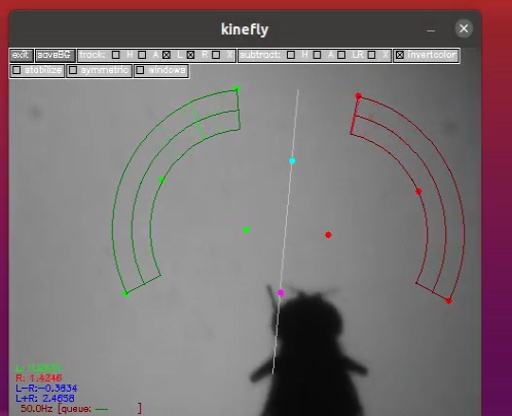 kinefly
exit saveBG track: H A L R X subtract: H A LR X invertcolor
stabilize symmetric windows
L:
R: 1.4246
L-R:-0.3834
L+R: 2.4658
50.0Hz [queue: — ]